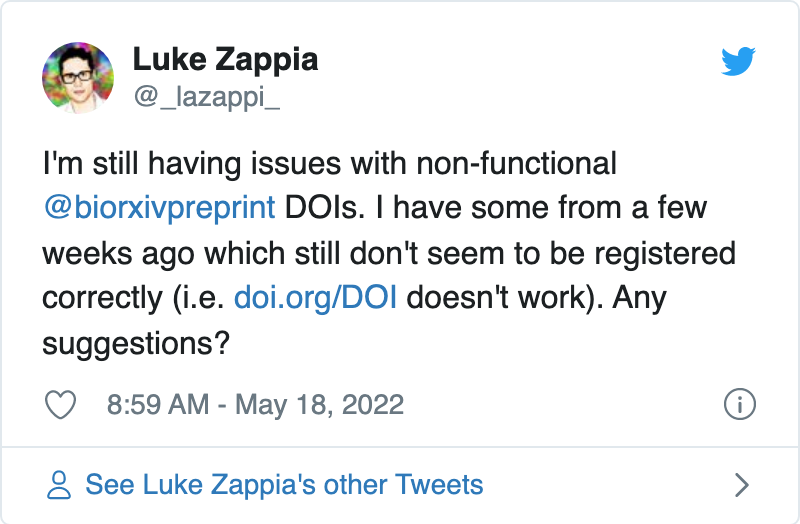 Luke Zappia
@_lazappi_
I'm still having issues with non-functional
@biorxivpreprint DOIs. I have some from a few
weeks ago which still don't seem to be registered
correctly (i.e. doi.org/DOI doesn't work). Any
suggestions?
8:59 AM - May 18, 2022
See Luke Zappia's other Tweets